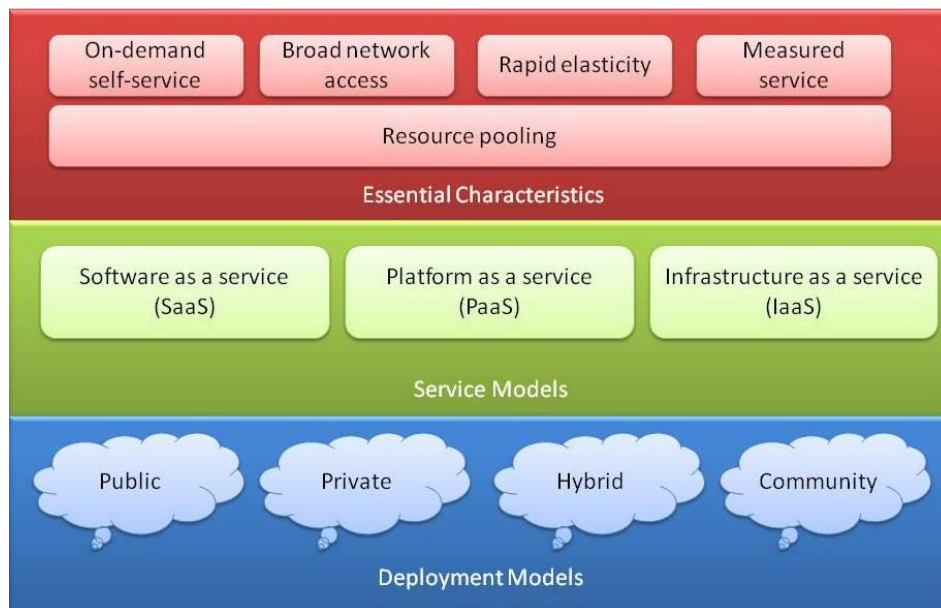 On-demand
self-service
Broad network
access
Rapid elasticity
Measured
service
Resource pooling
Essential Characteristics
Software as a service
(SaaS)
Platform as a service
(PaaS)
Infrastructure as a service
(IaaS)
Service Models
Public
Private
Hybrid
Community
Deployment Models